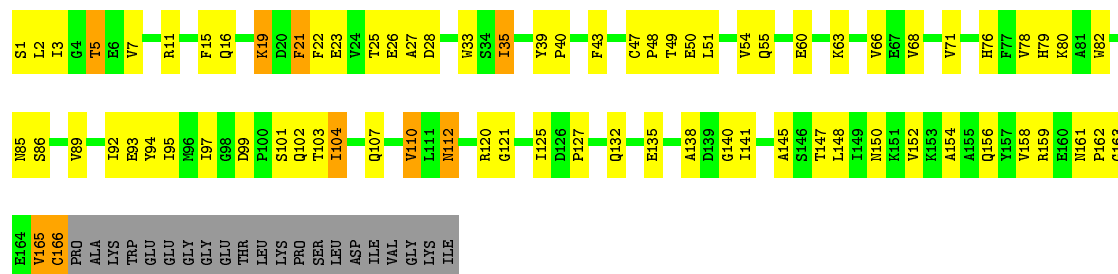 S1 L2 I3 G4 T5 E6 V7 R11 F15 Q16 K19 D20 F21 F22 E23 V24 T25 E26 A27 D28 W33 S34 I35 Y39 P40 F43 C47 P48 T49 E50 L51 V54 Q55 E60 K63 V66 E67 V68 V71 H76 F77 V78 H79 K80 A81 W82
N85 S86 V89 I92 E93 Y94 I95 M96 I97 G98 D99 P100 S101 Q102 T103 I104 Q107 V110 L111 N112 R120 G121 I125 D126 P127 Q132 E135 A138 D139 G140 I141 A145 S146 T147 L148 I149 N150 K151 V152 K153 A154 A155 Q156 Y157 V158 R159 E160 N161 P162 G163
E164 V165 C166 PRO ALA LYS TRP GLU GLU GLY GLY GLU THR LEU LYS PRO SER LEU ASP ILE VAL GLY LYS ILE